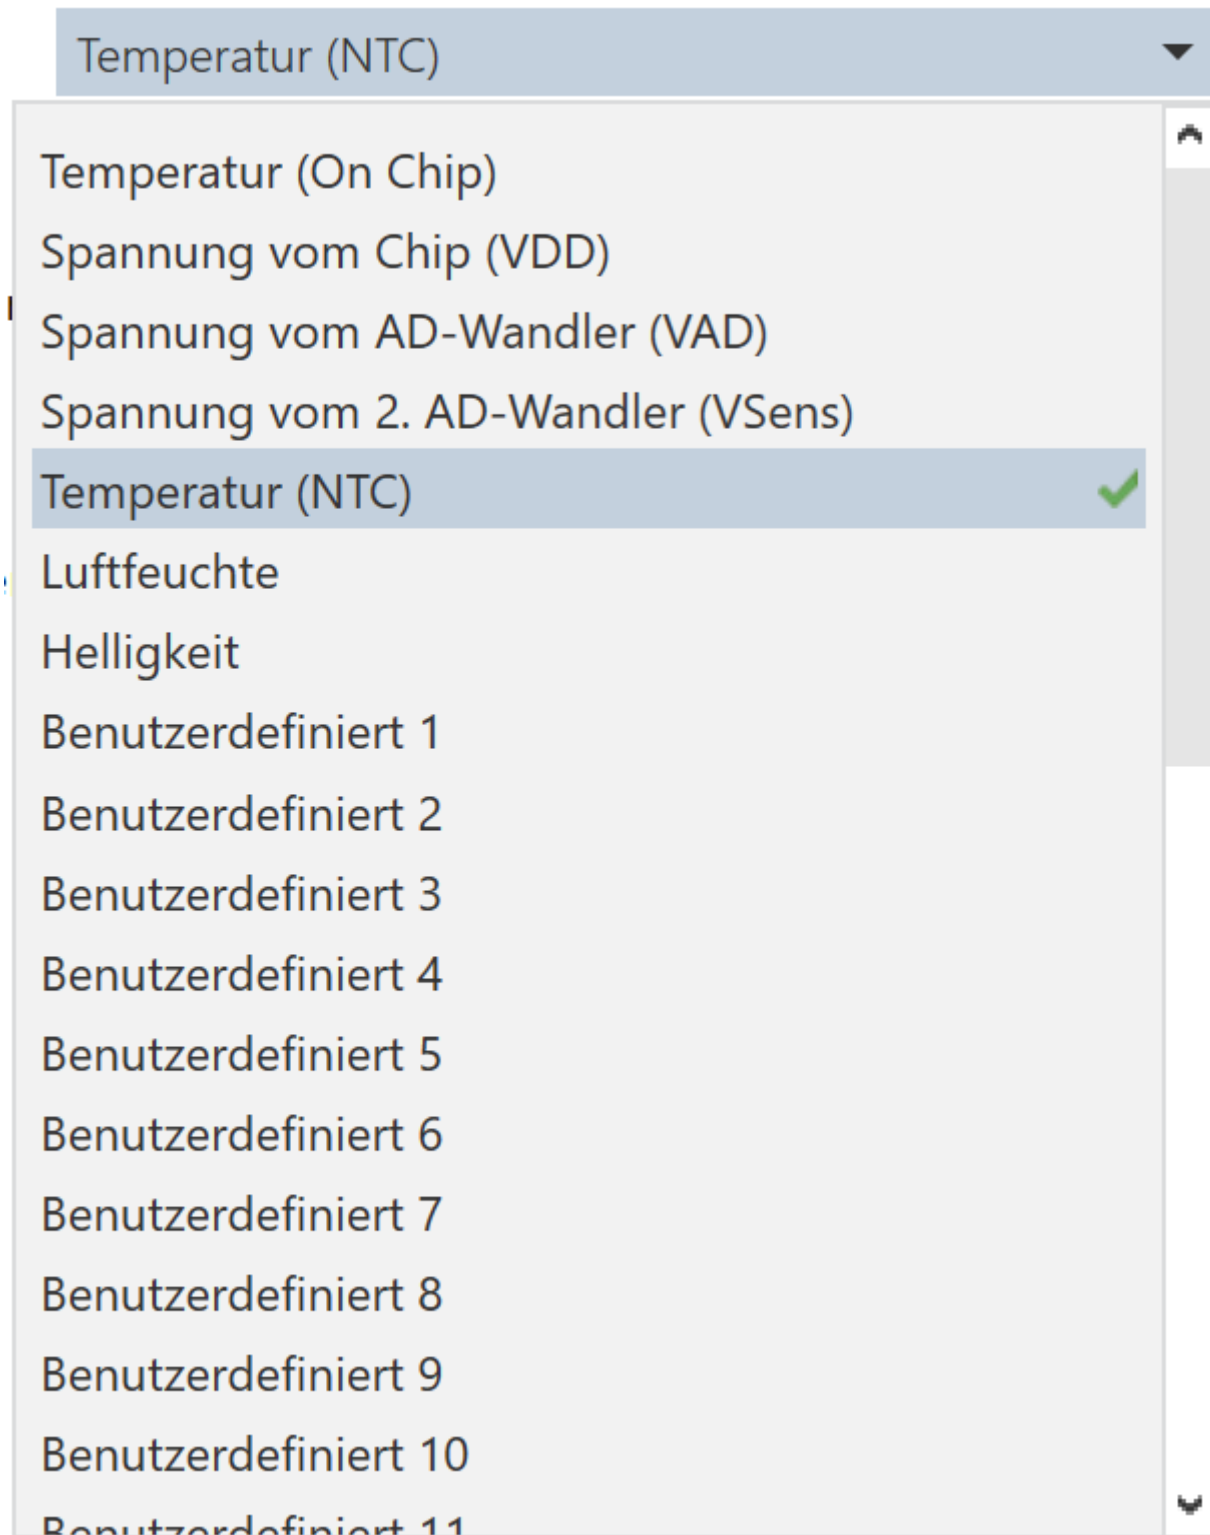 Temperatur (NTC)
Temperatur (On Chip)
Spannung vom Chip (VDD)
Spannung vom AD-Wandler (VAD)
Spannung vom 2. AD-Wandler (VSens)
Temperatur (NTC)
Luftfeuchte
Helligkeit
Benutzerdefiniert 1
Benutzerdefiniert 2
Benutzerdefiniert 3
Benutzerdefiniert 4
Benutzerdefiniert 5
Benutzerdefiniert 6
Benutzerdefiniert 7
Benutzerdefiniert 8
Benutzerdefiniert 9
Benutzerdefiniert 10
Benutzerdefiniert 11